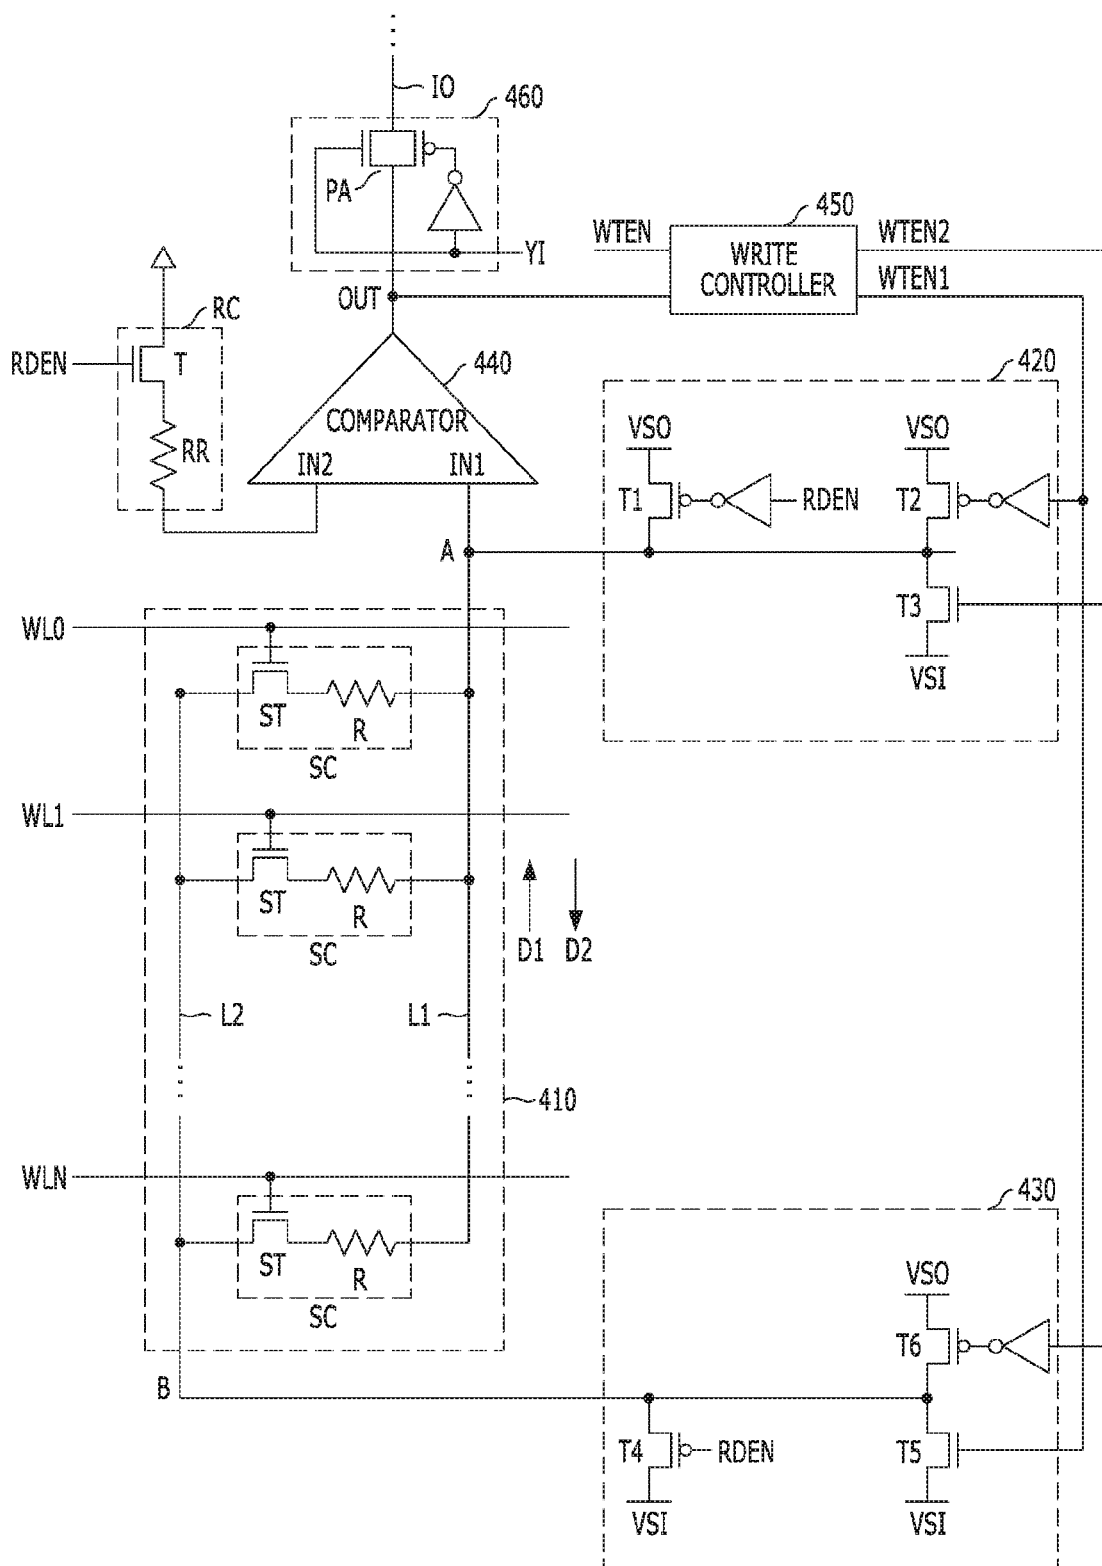 IO
460
PA
YI
OUT
RC
RDEN
T
RR
440
COMPARATOR
IN2
IN1
450
WTEN
WRITE
CONTROLLER
WTEN2
WTEN1
420
VSO
VSO
T1
RDEN
T2
A
T3
VSI
WL0
ST
R
SC
WL1
ST
R
SC
D1
D2
L2
L1
410
WLN
ST
R
SC
430
VSO
T6
B
T4
RDEN
T5
VSI
VSI